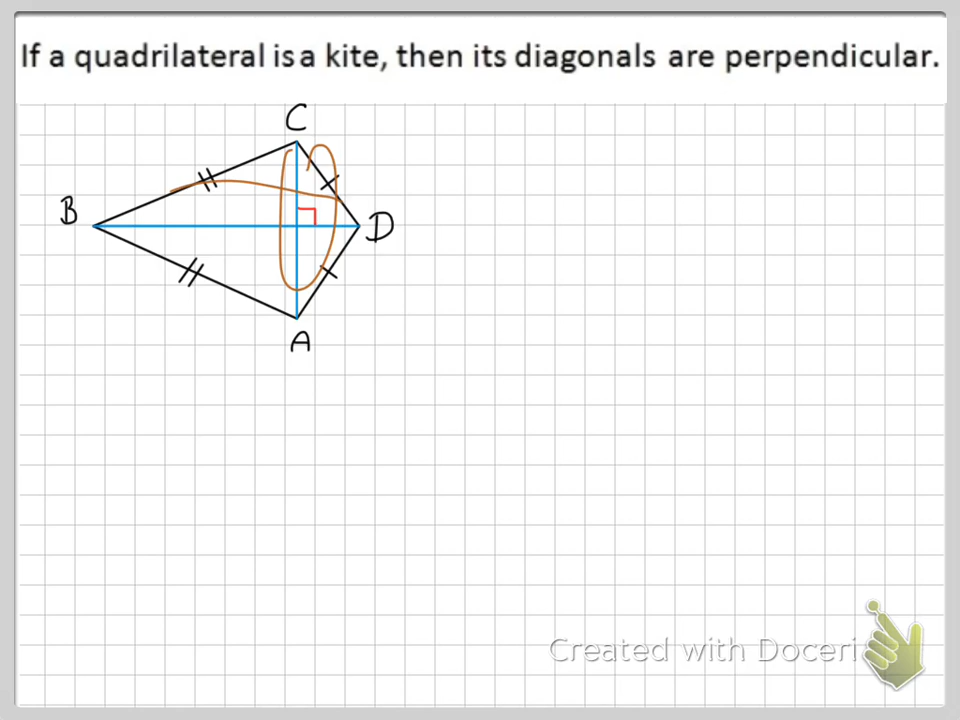 If a quadrilateral is a kite, then its diagonals are perpendicular.
C
B
D
A
Created with Doceri